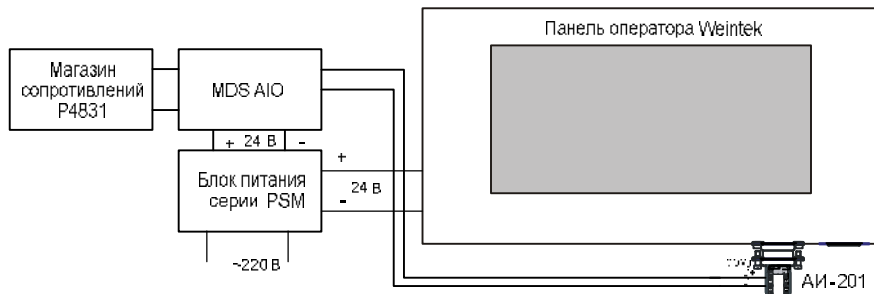 Панель оператора Weintek
Магазин
сопротивлений
Р4831
MDS AIO
+ 24 В -
+
Блок питания
серии PSM
24 В
-
~220 В
+
АИ-201